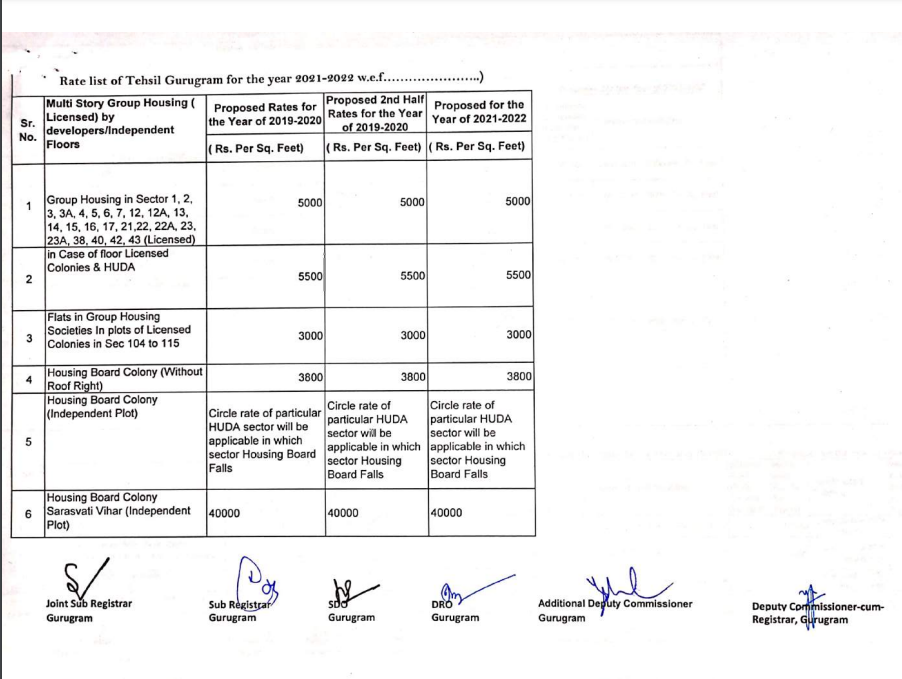 Rate list of Tehsil Gurugram for the year 2021-2022 w.e.f.....................)
Sr.
No.
Multi Story Group Housing (
Licensed) by
developers/Independent
Floors
Proposed Rates for
the Year of 2019-2020
Proposed 2nd Half
Rates for the Year
of 2019-2020
Proposed for the
Year of 2021-2022
( Rs. Per Sq. Feet)
( Rs. Per Sq. Feet)
( Rs. Per Sq. Feet)
1
Group Housing in Sector 1, 2,
3, 3A, 4, 5, 6, 7, 12, 12A, 13,
14, 15, 16, 17, 21,22, 22A, 23,
23A, 38, 40, 42, 43 (Licensed)
5000
5000
5000
2
in Case of floor Licensed
Colonies & HUDA
5500
5500
5500
3
Flats in Group Housing
Societies In plots of Licensed
Colonies in Sec 104 to 115
3000
3000
3000
4
Housing Board Colony (Without
Roof Right)
3800
3800
3800
5
Housing Board Colony
(Independent Plot)
Circle rate of particular
HUDA sector will be
applicable in which
sector Housing Board
Falls
Circle rate of
particular HUDA
sector will be
applicable in which
sector Housing
Board Falls
Circle rate of
particular HUDA
sector will be
applicable in which
sector Housing
Board Falls
6
Housing Board Colony
Sarasvati Vihar (Independent
Plot)
40000
40000
40000
Joint Sub Registrar
Gurugram
Sub Registrar
Gurugram
SDO
Gurugram
DRO
Gurugram
Additional Deputy Commissioner
Gurugram
Deputy Commissioner-cum-
Registrar, Gurugram